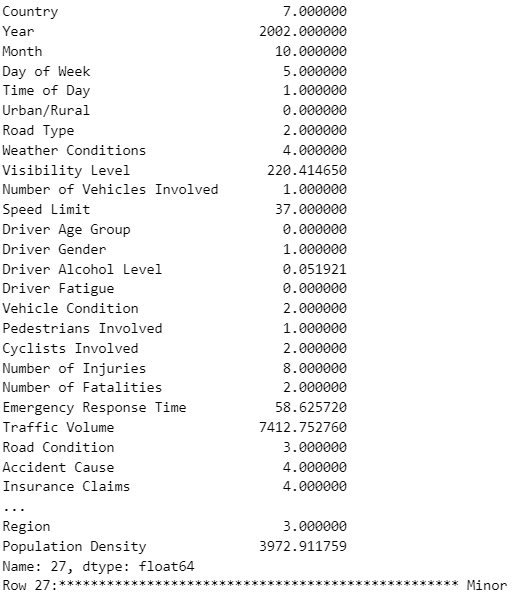 Country 7.000000
Year 2002.000000
Month 10.000000
Day of Week 5.000000
Time of Day 1.000000
Urban/Rural 0.000000
Road Type 2.000000
Weather Conditions 4.000000
Visibility Level 220.414650
Number of Vehicles Involved 1.000000
Speed Limit 37.000000
Driver Age Group 0.000000
Driver Gender 1.000000
Driver Alcohol Level 0.051921
Driver Fatigue 0.000000
Vehicle Condition 2.000000
Pedestrians Involved 1.000000
Cyclists Involved 2.000000
Number of Injuries 8.000000
Number of Fatalities 2.000000
Emergency Response Time 58.625720
Traffic Volume 7412.752760
Road Condition 3.000000
Accident Cause 4.000000
Insurance Claims 4.000000
...
Region 3.000000
Population Density 3972.911759
Name: 27, dtype: float64
Row 27:************************************************** Minor